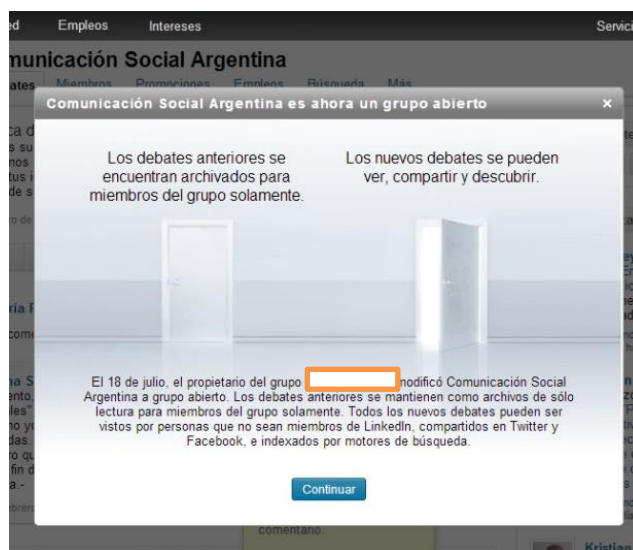 Empleos Intereses
Comunicación Social Argentina
Miembros Promociones Empleos Búsqueda Más
Comunicación Social Argentina es ahora un grupo abierto ×
Los debates anteriores se
encuentran archivados para
miembros del grupo solamente.
Los nuevos debates se pueden
ver, compartir y descubrir.
El 18 de julio, el propietario del grupo modificó Comunicación Social
Argentina a grupo abierto. Los debates anteriores se mantienen como archivos de sólo
lectura para miembros del grupo solamente. Todos los nuevos debates pueden ser
vistos por personas que no sean miembros de LinkedIn, compartidos en Twitter y
Facebook, e indexados por motores de búsqueda.
Continuar
comentario.